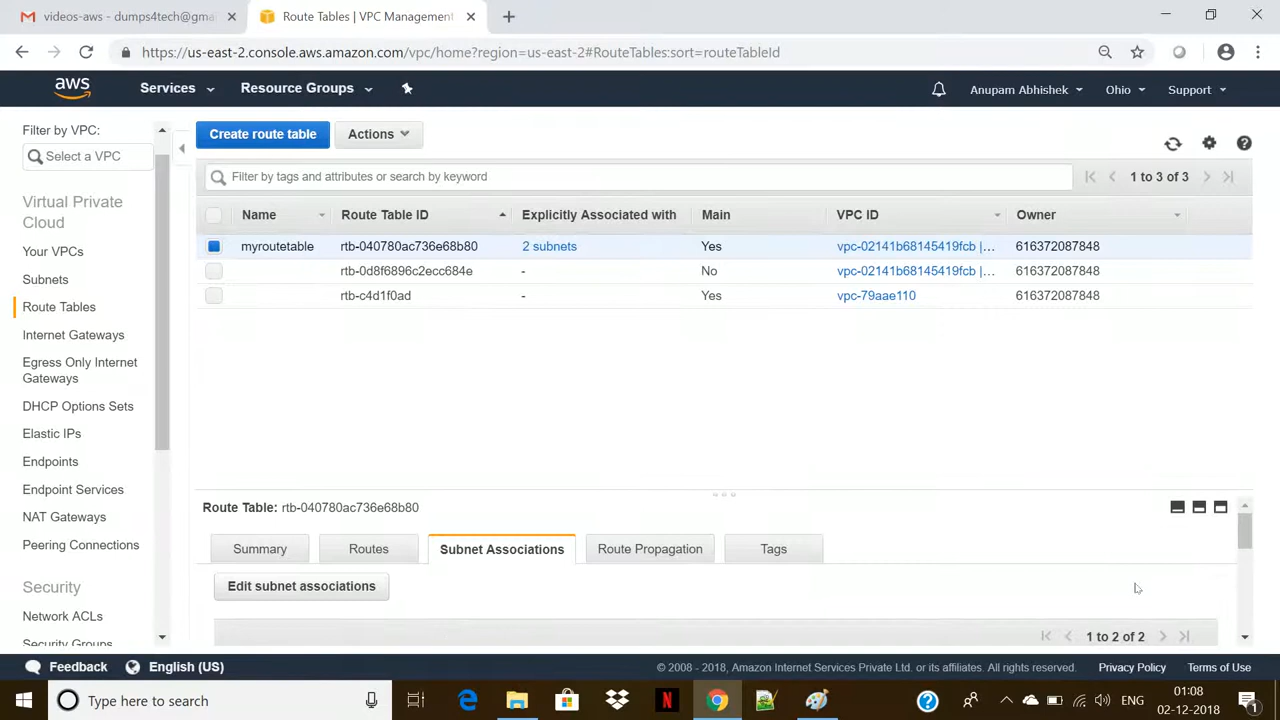 videos-aws - dumps4tech@gma
Route Tables | VPC Management
https://us-east-2.console.aws.amazon.com/vpc/home?region=us-east-2#RouteTables:sort=routeTableId
aws
Services
Resource Groups
Anupam Abhishek
Ohio
Support
Filter by VPC:
Select a VPC
Virtual Private
Cloud
Your VPCs
Subnets
Route Tables
Internet Gateways
Egress Only Internet
Gateways
DHCP Options Sets
Elastic IPs
Endpoints
Endpoint Services
NAT Gateways
Peering Connections
Security
Network ACLs
Security Groups
Create route table
Actions
Filter by tags and attributes or search by keyword
1 to 3 of 3
Name Route Table ID Explicitly Associated with Main VPC ID Owner
myroutetable rtb-040780ac736e68b80 2 subnets Yes vpc-02141b68145419fcb |... 616372087848
rtb-0d8f6896c2ecc684e - No vpc-02141b68145419fcb |... 616372087848
rtb-c4d1f0ad - Yes vpc-79aae110 616372087848
Route Table: rtb-040780ac736e68b80
Summary
Routes
Subnet Associations
Route Propagation
Tags
Edit subnet associations
1 to 2 of 2
Feedback
English (US)
© 2008 - 2018, Amazon Internet Services Private Ltd. or its affiliates. All rights reserved.
Privacy Policy
Terms of Use
Type here to search
ENG
01:08
02-12-2018
1